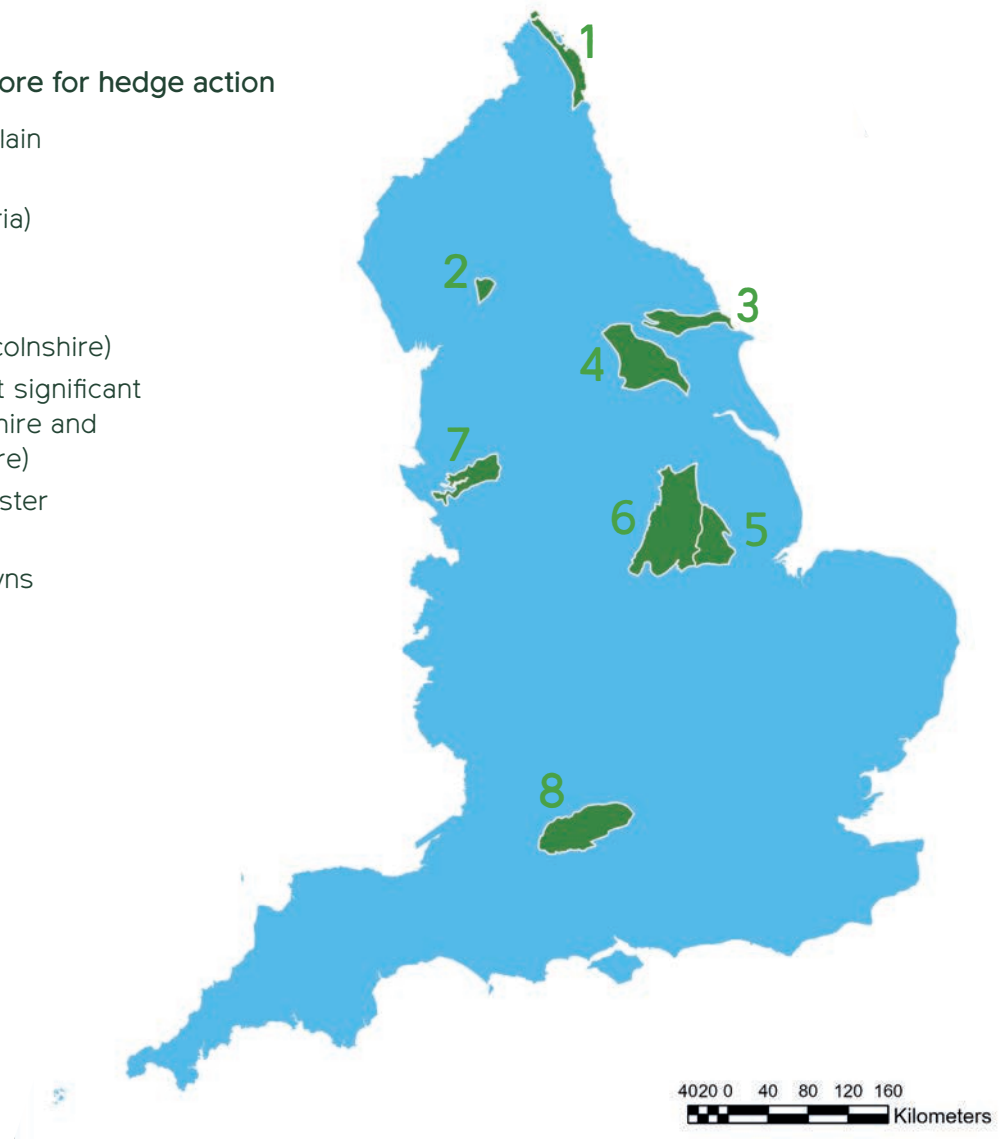 ore for hedge action
lain
ria)
colnshire)
t significant
hire and
re)
ster
wns
1
2
3
4
7
6
5
8
4020 0 40 80 120 160
Kilometers